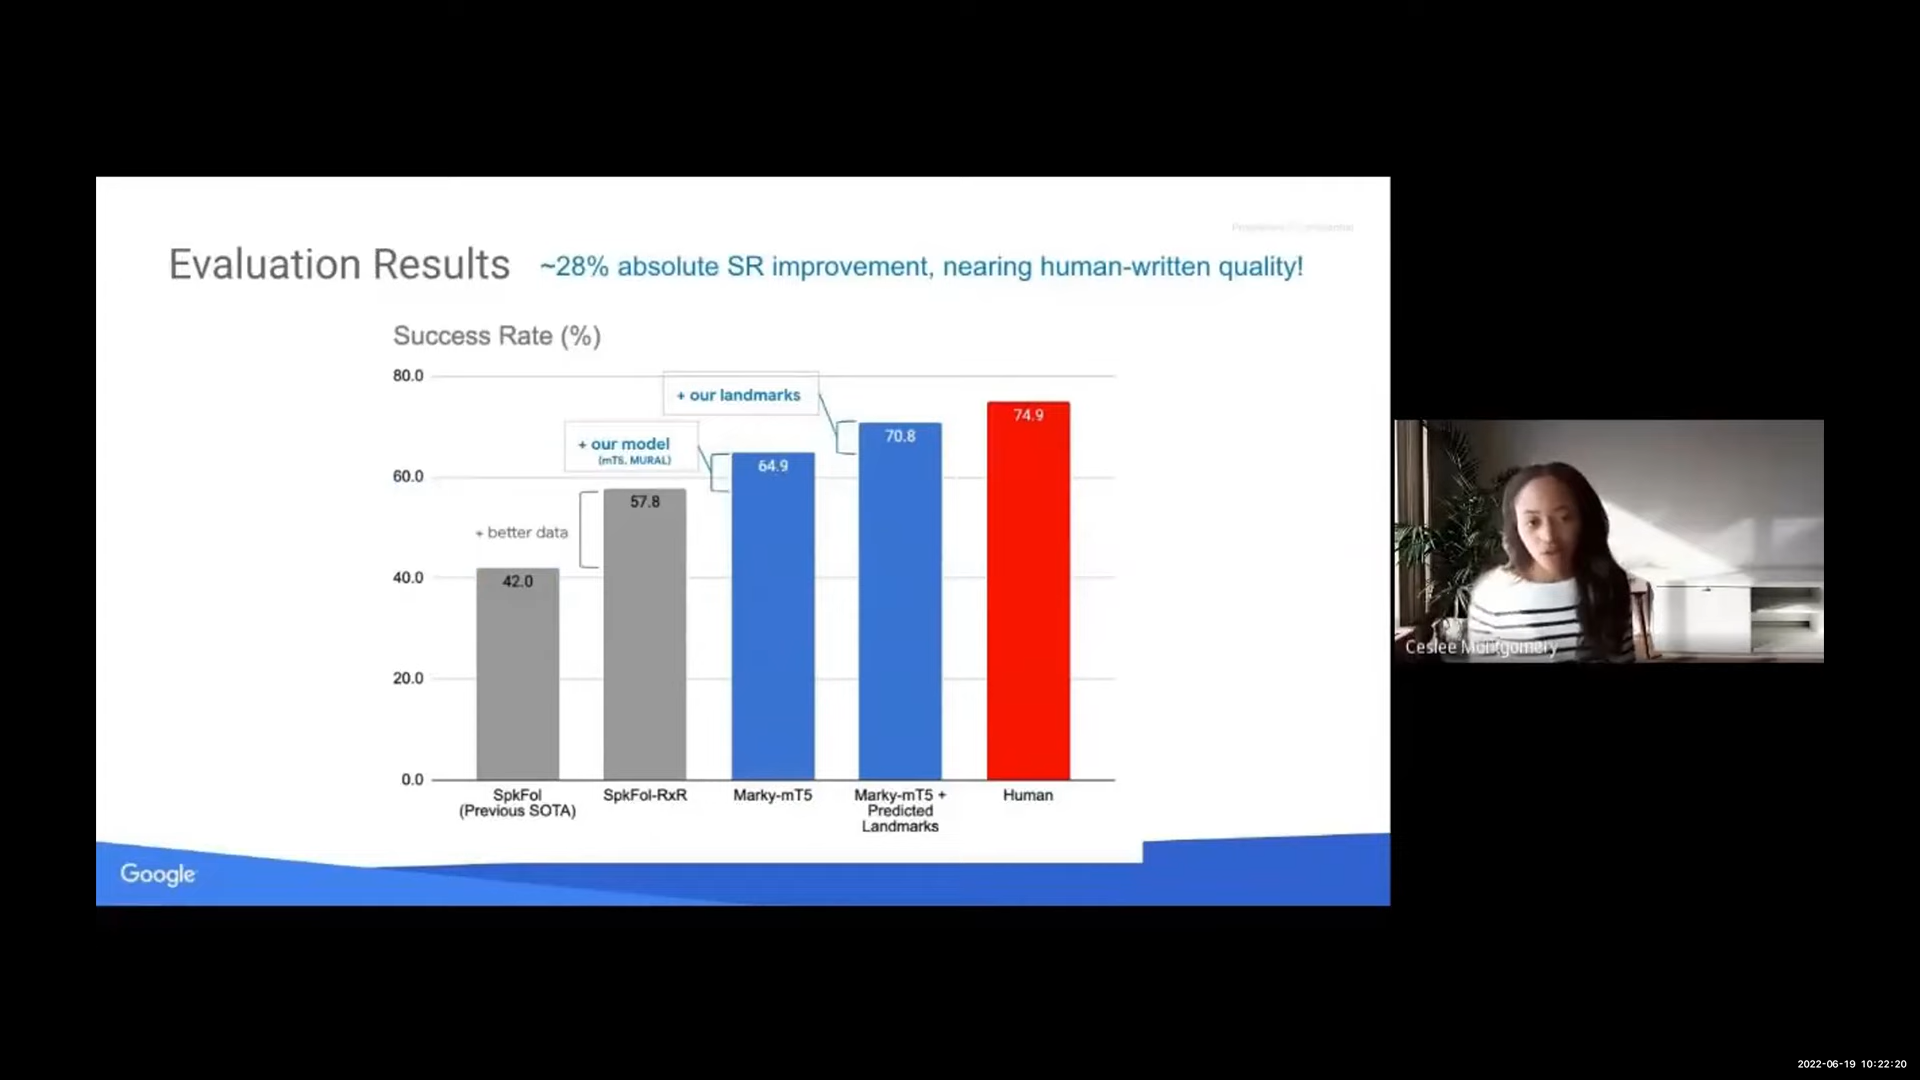 Evaluation Results
~28% absolute SR improvement, nearing human-written quality!
Success Rate (%)
80.0
60.0
40.0
20.0
0.0
+ our landmarks
+ our model
(mT5, MURAL)
+ better data
42.0
57.8
64.9
70.8
74.9
SpkFol
(Previous SOTA)
SpkFol-RxR
Marky-mT5
Marky-mT5 +
Predicted
Landmarks
Human
Google
Ceslee Montgomery
2022-06-19 10:22:20